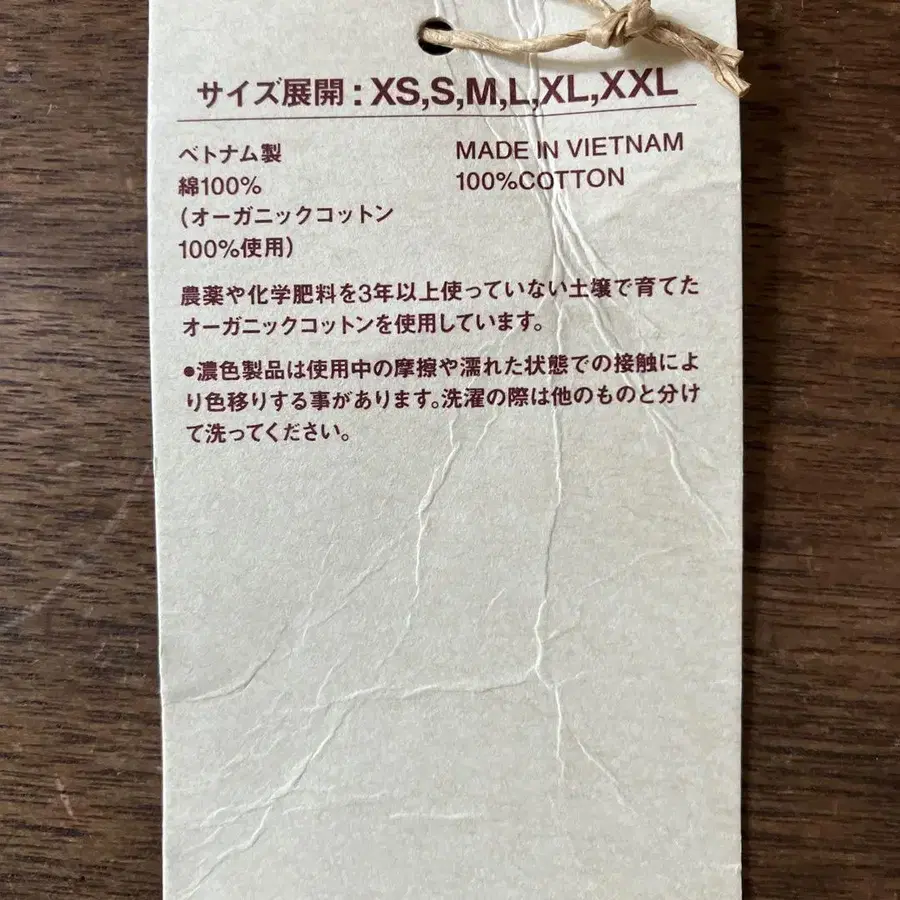 サイズ展開：XS,S,M,L,XL,XXL
ベトナム製
綿100%
(オーガニックコットン
100%使用)
MADE IN VIETNAM
100%COTTON
農薬や化学肥料を3年以上使っていない土壌で育てた
オーガニックコットンを使用しています。
●濃色製品は使用中の摩擦や濡れた状態での接触によ
り色移りする事があります。洗濯の際は他のものと分け
て洗ってください。